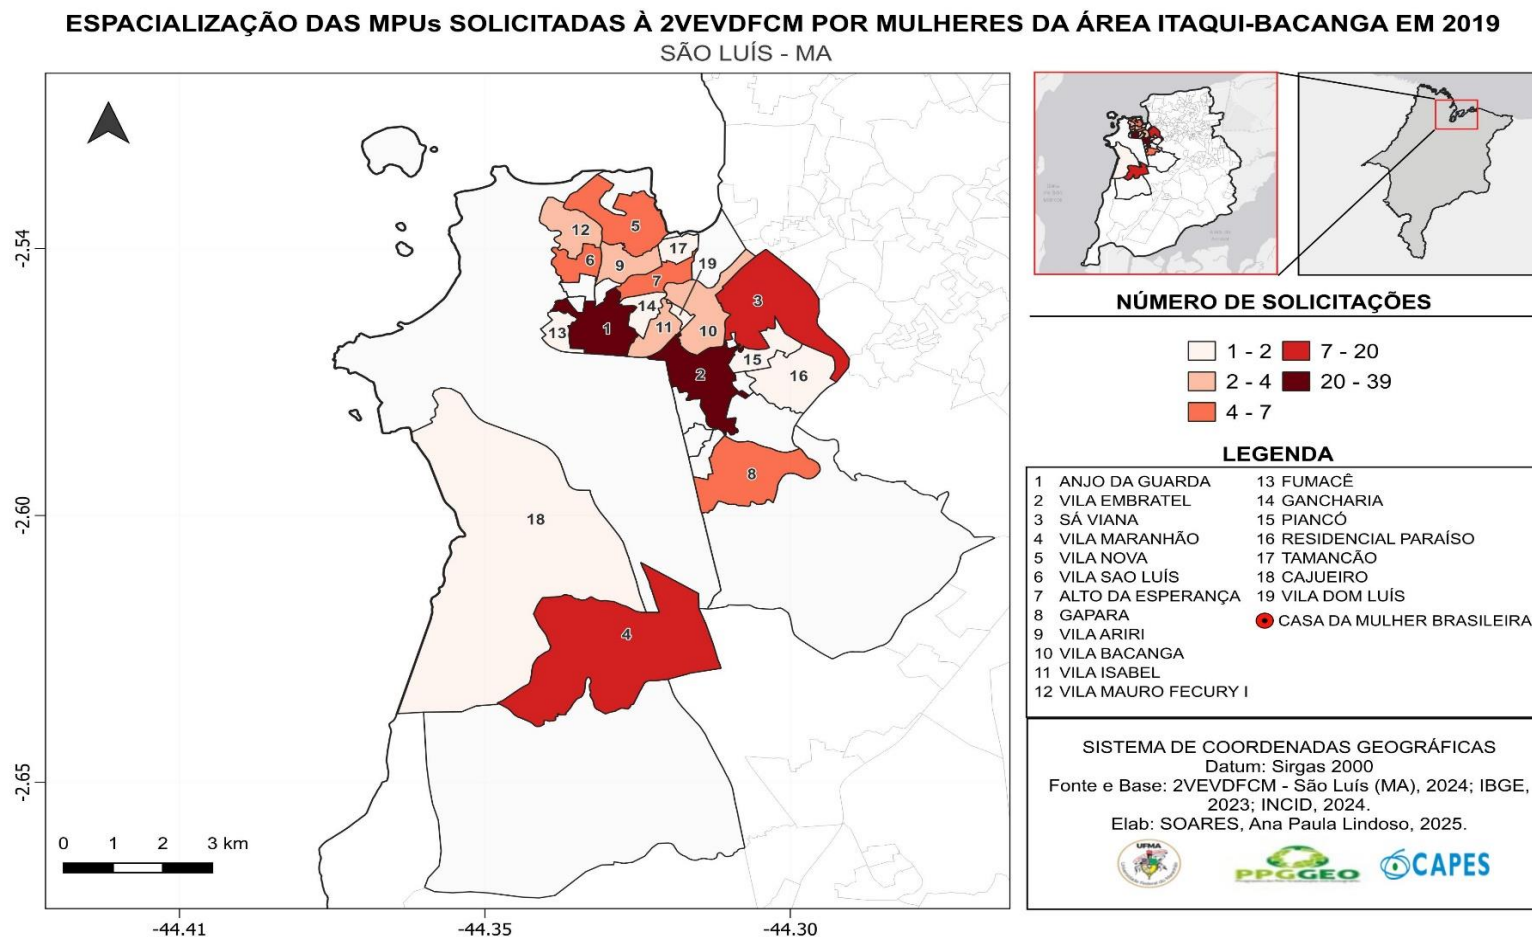 ESPACIALIZAÇÃO DAS MPUs SOLICITADAS À 2VEVDFCM POR MULHERES DA ÁREA ITAQUI-BACANGA EM 2019
SÃO LUÍS - MA
-2.54
-2.60
-2.65
-44.41
-44.35
-44.30
0 1 2 3 km
12
5
6
9
17
19
7
3
14
13
1
11
10
15
2
16
8
18
4
NÚMERO DE SOLICITAÇÕES
1 - 2
7 - 20
2 - 4
20 - 39
4 - 7
LEGENDA
1 ANJO DA GUARDA
2 VILA EMBRATEL
3 SÁ VIANA
4 VILA MARANHÃO
5 VILA NOVA
6 VILA SAO LUÍS
7 ALTO DA ESPERANÇA
8 GAPARA
9 VILA ARIRI
10 VILA BACANGA
11 VILA ISABEL
12 VILA MAURO FECURY I
13 FUMACÊ
14 GANCHARIA
15 PIANCÓ
16 RESIDENCIAL PARAÍSO
17 TAMANCÃO
18 CAJUEIRO
19 VILA DOM LUÍS
CASA DA MULHER BRASILEIRA
SISTEMA DE COORDENADAS GEOGRÁFICAS
Datum: Sirgas 2000
Fonte e Base: 2VEVDFCM - São Luís (MA), 2024; IBGE,
2023; INCID, 2024.
Elab: SOARES, Ana Paula Lindoso, 2025.
UFMA
PPGGEO
CAPES